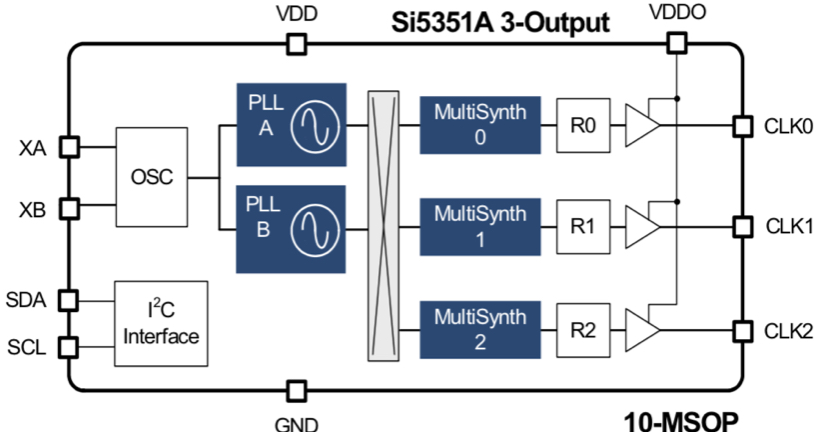 VDD
Si5351A 3-Output
VDDO
PLL
A
MultiSynth
0
R0
CLK0
XA
OSC
XB
PLL
B
MultiSynth
1
R1
CLK1
SDA
I²C
Interface
SCL
MultiSynth
2
R2
CLK2
GND
10-MSOP